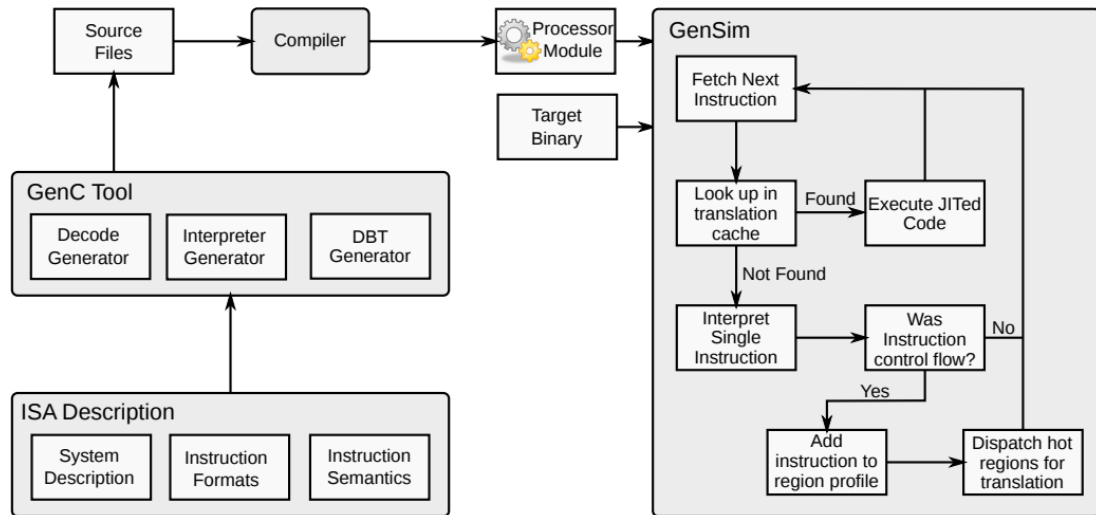 Source
Files
Compiler
Processor
Module
Target
Binary
GenC Tool
Decode
Generator
Interpreter
Generator
DBT
Generator
ISA Description
System
Description
Instruction
Formats
Instruction
Semantics
GenSim
Fetch Next
Instruction
Look up in
translation
cache
Found
Execute JITed
Code
Not Found
Interpret
Single
Instruction
Was
Instruction
control flow?
No
Yes
Add
instruction to
region profile
Dispatch hot
regions for
translation